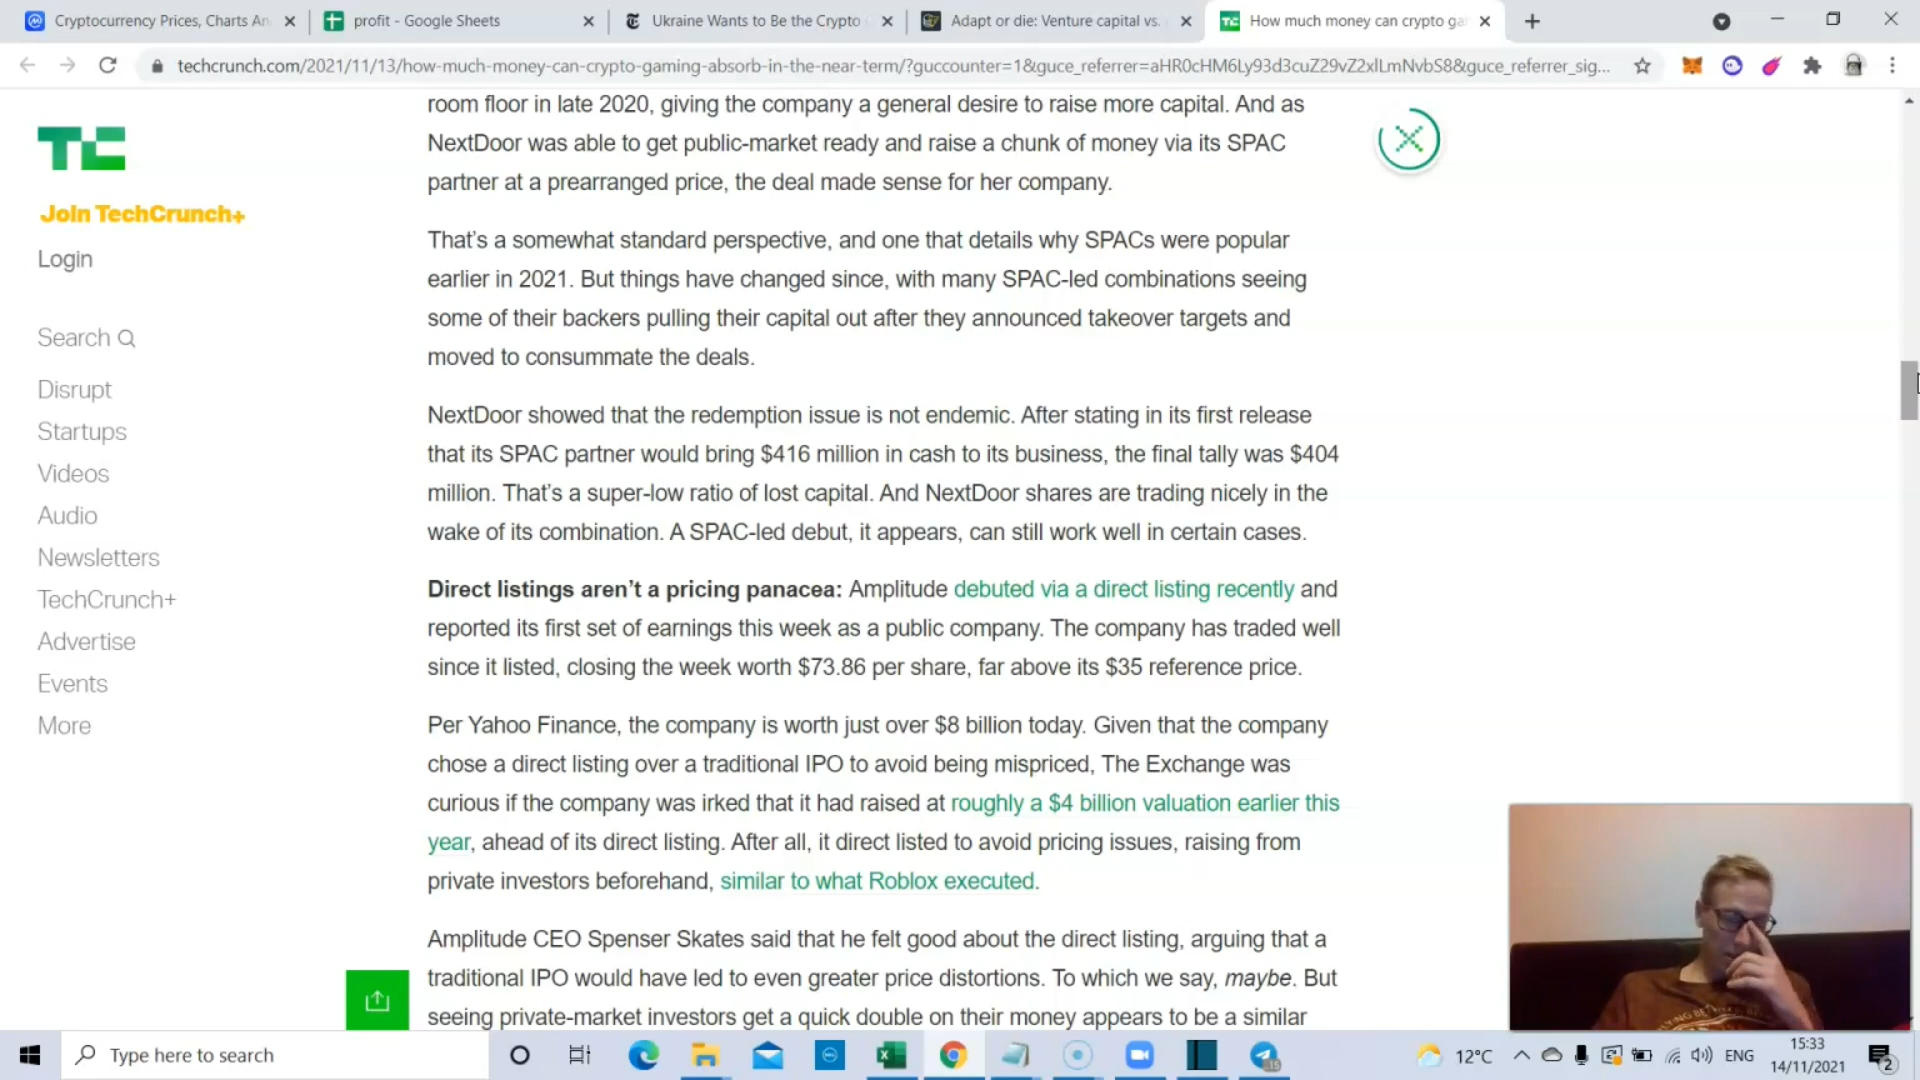 Cryptocurrency Prices, Charts An
profit - Google Sheets
Ukraine Wants to Be the Crypto
Adapt or die: Venture capital vs.
How much money can crypto ga
techcrunch.com/2021/11/13/how-much-money-can-crypto-gaming-absorb-in-the-near-term/?guccounter=1&guce_referrer=aHR0cHM6Ly93d3cuZ29vZ2xlLmNvbS8&guce_referrer_sig...
TC
Join TechCrunch+
Login
Search
Disrupt
Startups
Videos
Audio
Newsletters
TechCrunch+
Advertise
Events
More
room floor in late 2020, giving the company a general desire to raise more capital. And as
NextDoor was able to get public-market ready and raise a chunk of money via its SPAC
partner at a prearranged price, the deal made sense for her company.
That's a somewhat standard perspective, and one that details why SPACs were popular
earlier in 2021. But things have changed since, with many SPAC-led combinations seeing
some of their backers pulling their capital out after they announced takeover targets and
moved to consummate the deals.
NextDoor showed that the redemption issue is not endemic. After stating in its first release
that its SPAC partner would bring $416 million in cash to its business, the final tally was $404
million. That's a super-low ratio of lost capital. And NextDoor shares are trading nicely in the
wake of its combination. A SPAC-led debut, it appears, can still work well in certain cases.
Direct listings aren't a pricing panacea: Amplitude debuted via a direct listing recently and
reported its first set of earnings this week as a public company. The company has traded well
since it listed, closing the week worth $73.86 per share, far above its $35 reference price.
Per Yahoo Finance, the company is worth just over $8 billion today. Given that the company
chose a direct listing over a traditional IPO to avoid being mispriced, The Exchange was
curious if the company was irked that it had raised at roughly a $4 billion valuation earlier this
year, ahead of its direct listing. After all, it direct listed to avoid pricing issues, raising from
private investors beforehand, similar to what Roblox executed.
Amplitude CEO Spenser Skates said that he felt good about the direct listing, arguing that a
traditional IPO would have led to even greater price distortions. To which we say, maybe. But
seeing private-market investors get a quick double on their money appears to be a similar
Type here to search
12°C
ENG
15:33
14/11/2021
2